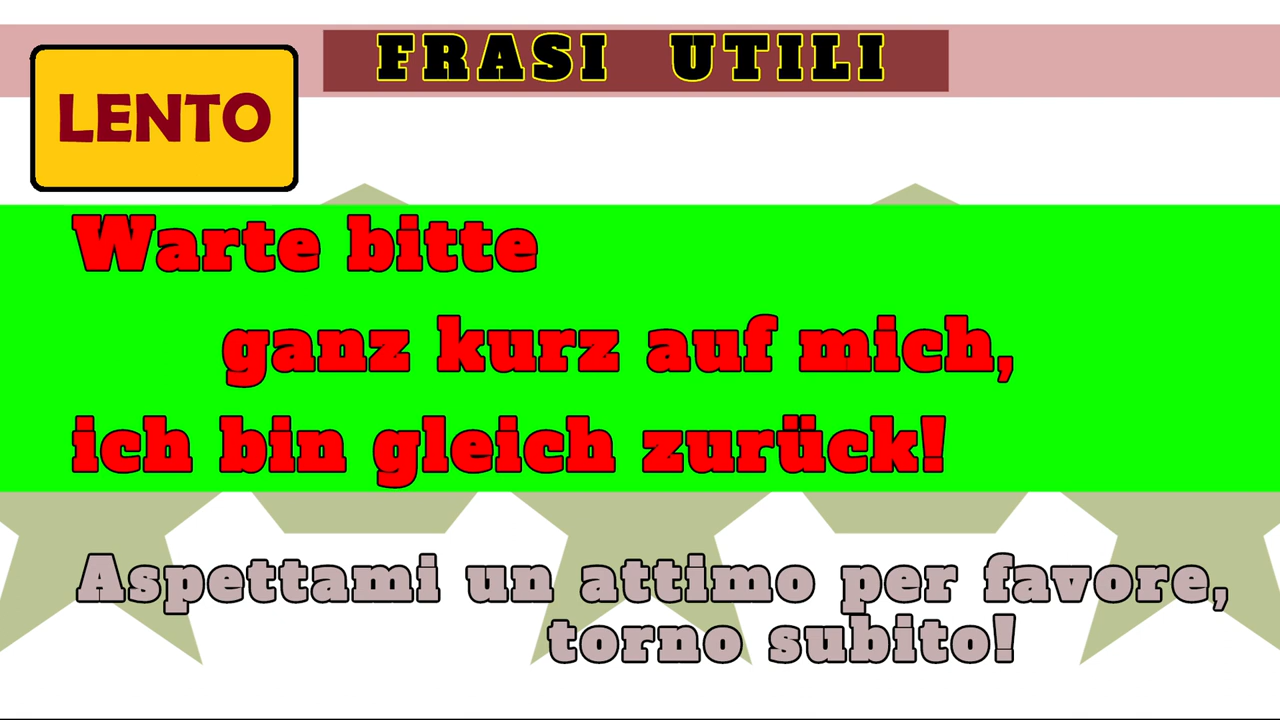 FRASI UTILI
LENTO
Warte bitte
ganz kurz auf mich,
ich bin gleich zurück!
Aspettami un attimo per favore,
torno subito!